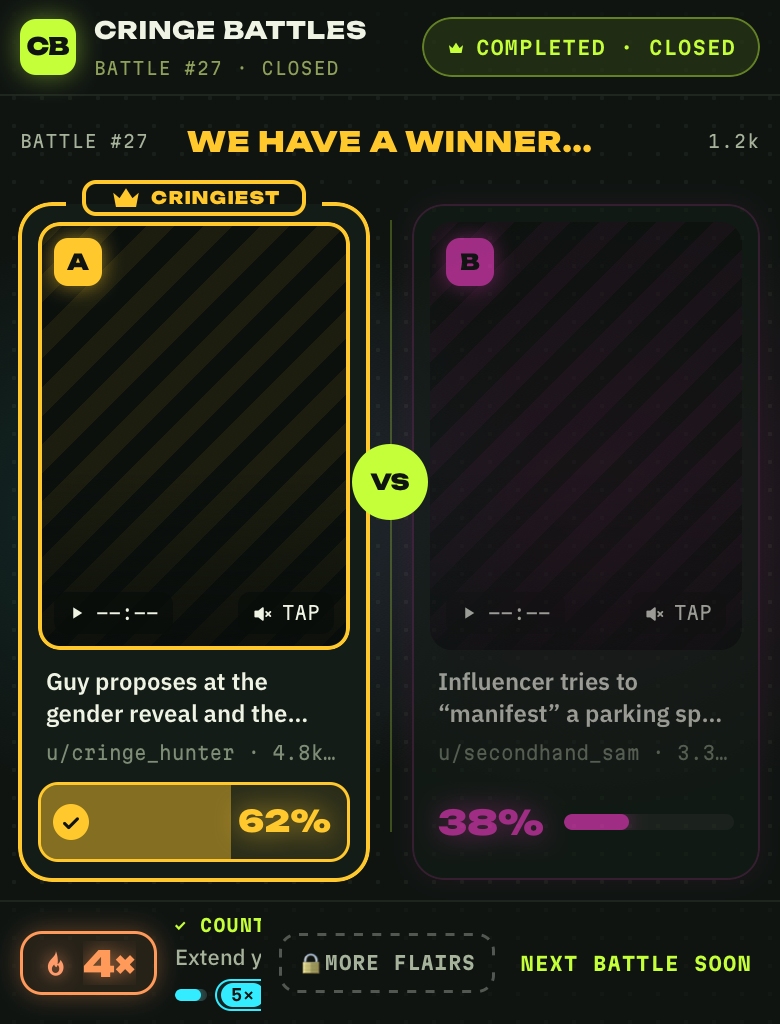 CB
CRINGE BATTLES
BATTLE #27 · CLOSED
COMPLETED · CLOSED
BATTLE #27
WE HAVE A WINNER…
1.2k
CRINGIEST
A
--:--
TAP
Guy proposes at the
gender reveal and the…
u/cringe_hunter · 4.8k…
62%
VS
B
--:--
TAP
Influencer tries to
“manifest” a parking sp…
u/secondhand_sam · 3.3…
38%
4×
COUNT
Extend y
5×
MORE FLAIRS
NEXT BATTLE SOON